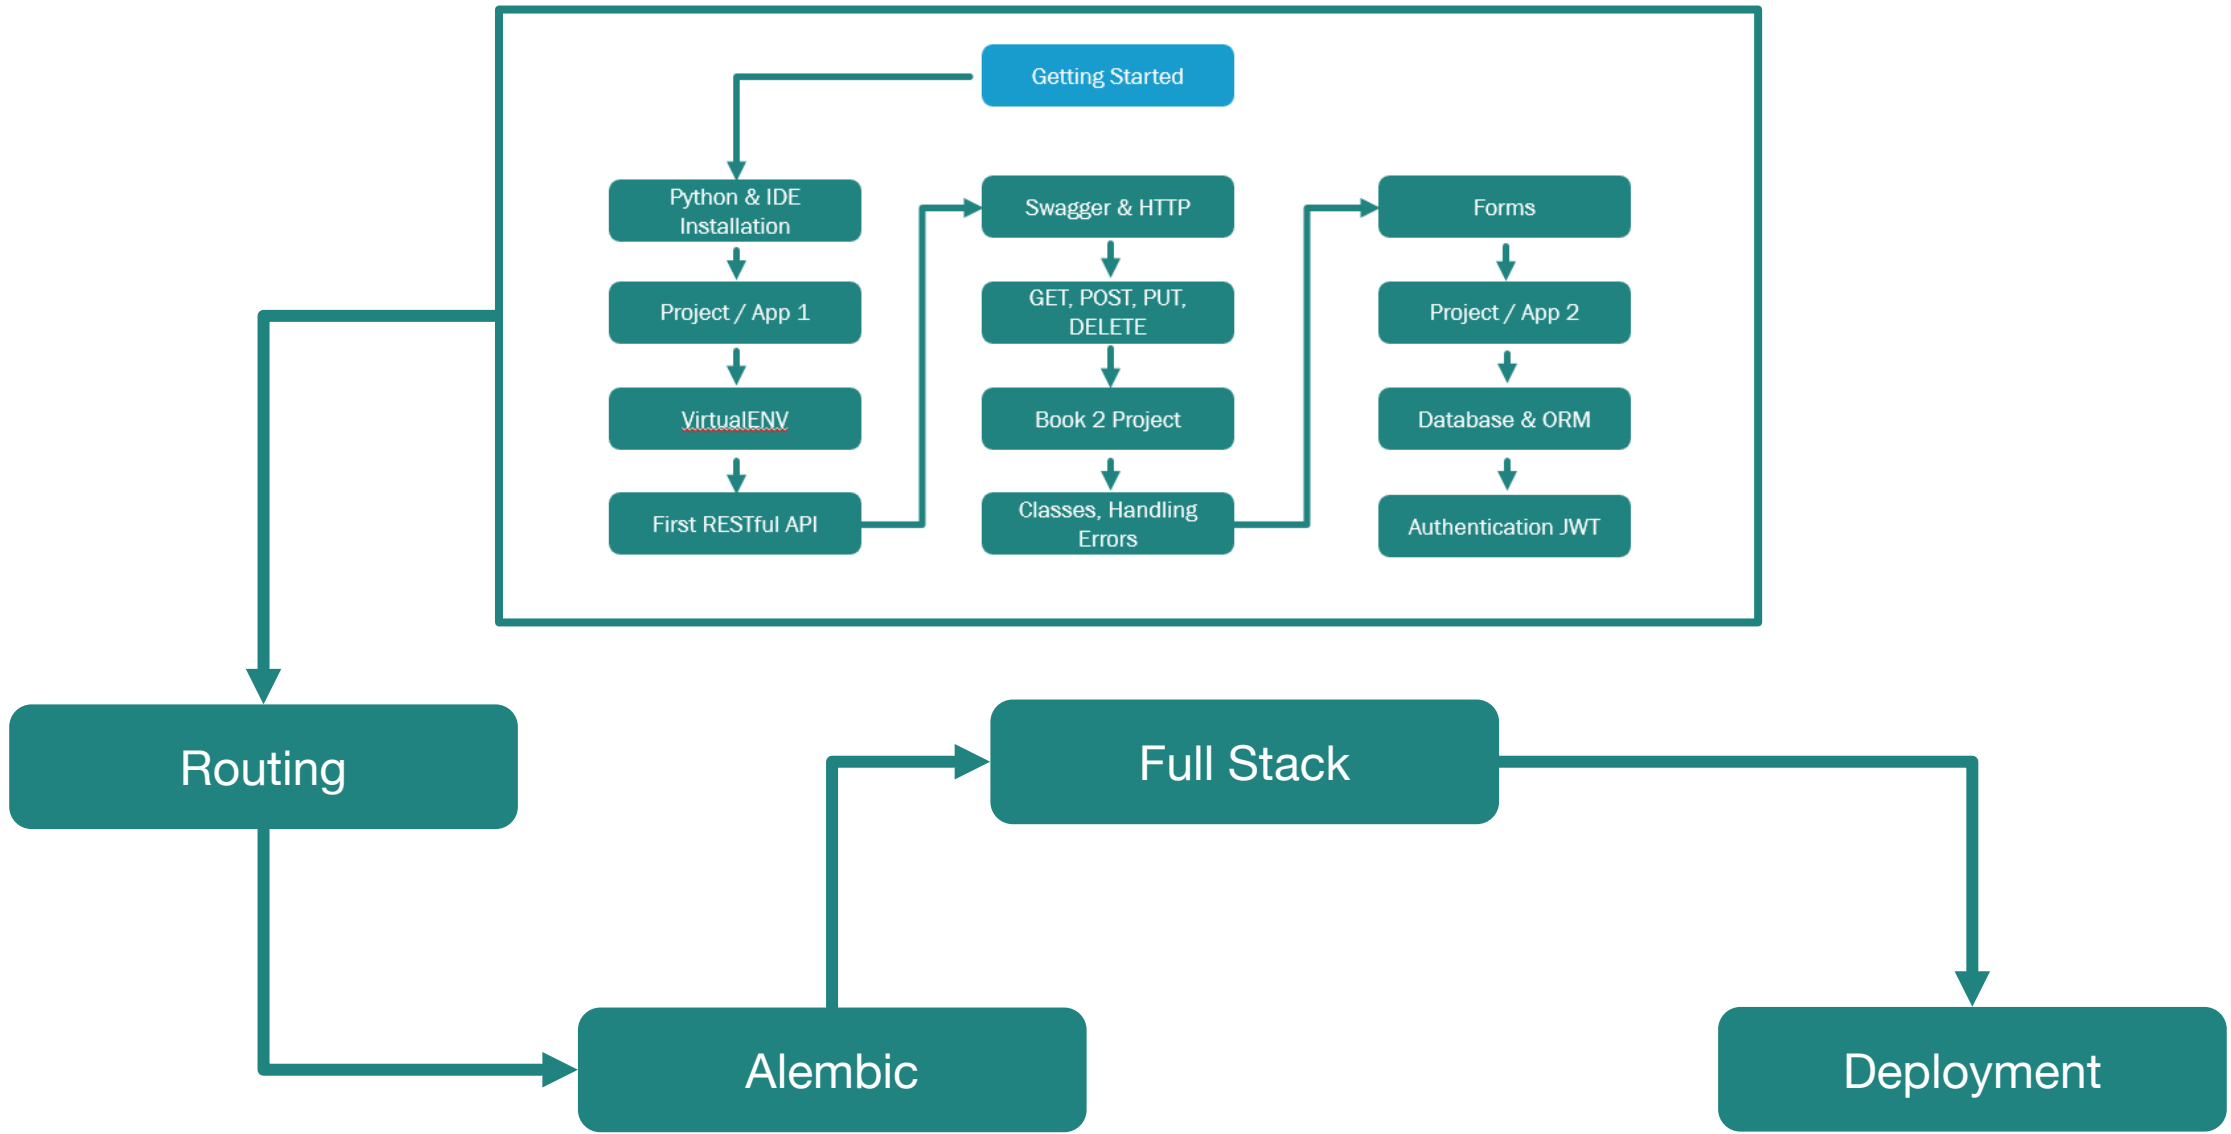 Getting Started
Python & IDE
Installation
Project / App 1
VirtualENV
First RESTful API
Swagger & HTTP
GET, POST, PUT,
DELETE
Book 2 Project
Classes, Handling
Errors
Forms
Project / App 2
Database & ORM
Authentication JWT
Routing
Alembic
Full Stack
Deployment